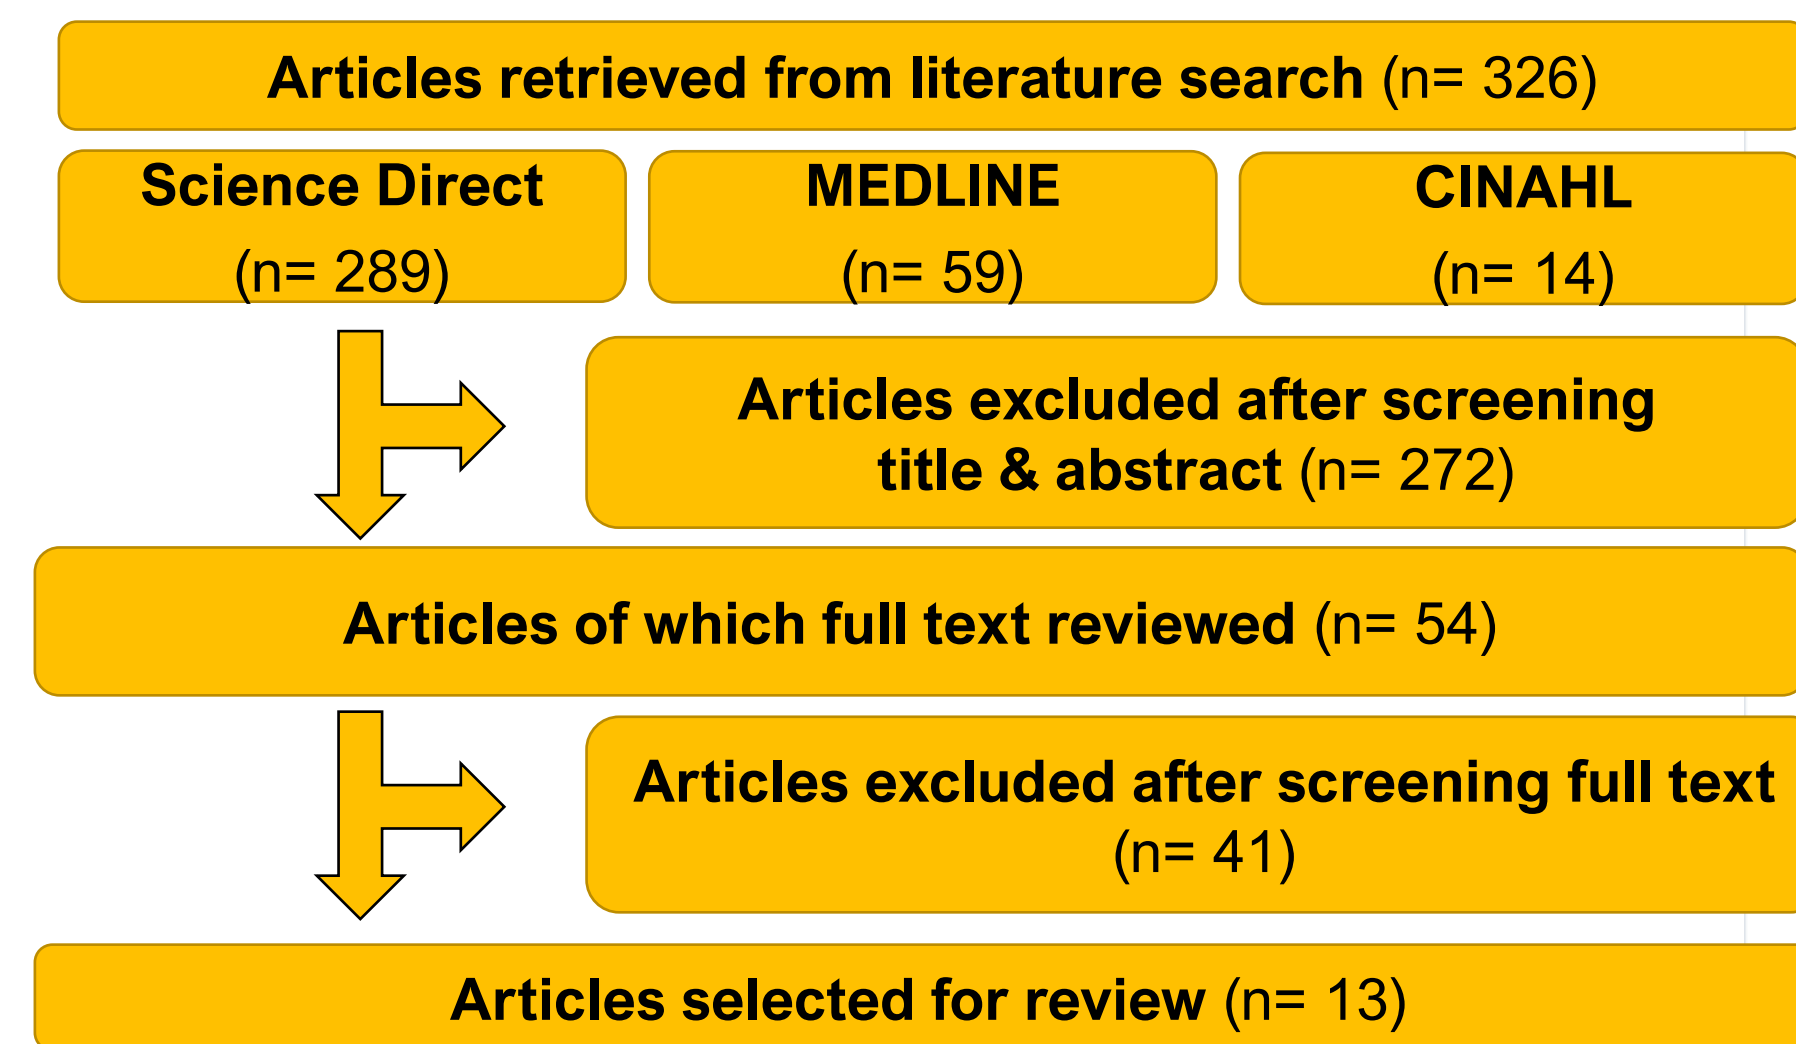 Articles retrieved from literature search (n= 326)
Science Direct
(n= 289)
MEDLINE
(n= 59)
CINAHL
(n= 14)
Articles excluded after screening
title & abstract (n= 272)
Articles of which full text reviewed (n= 54)
Articles excluded after screening full text
(n= 41)
Articles selected for review (n= 13)